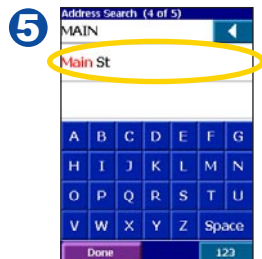 5
Address Search (4 of 5)
MAIN
Main St
A B C D E F G
H I J K L M N
O P Q R S T U
V W X Y Z Space
Done 123